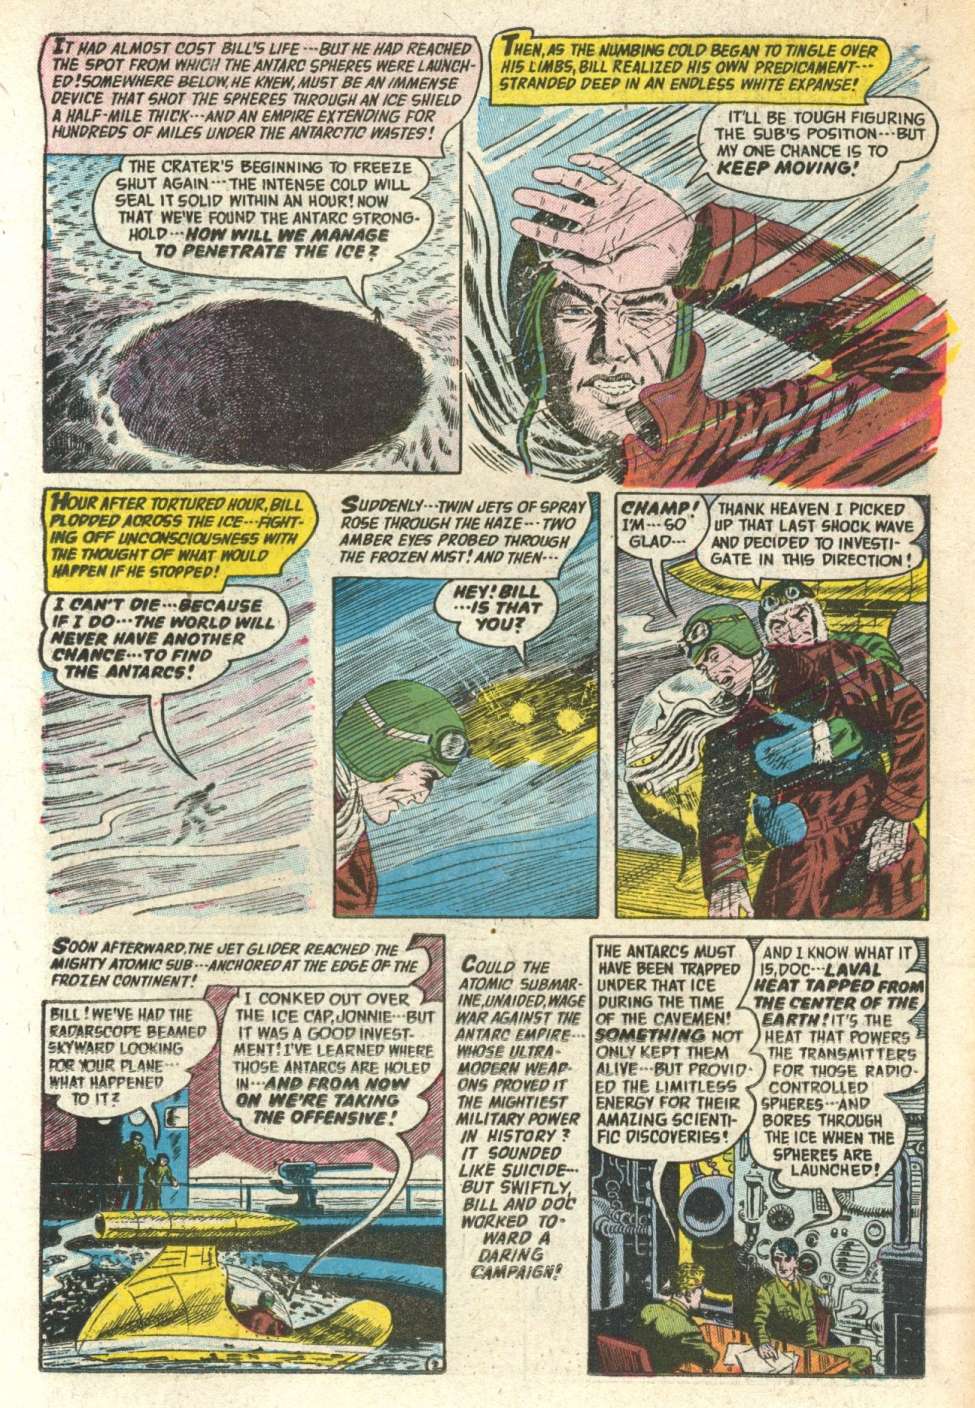 IT HAD ALMOST COST BILL'S LIFE---BUT HE HAD REACHED
THE SPOT FROM WHICH THE ANTARC SPHERES WERE LAUNCH-
ED! SOMEWHERE BELOW, HE KNEW, MUST BE AN IMMENSE
DEVICE THAT SHOT THE SPHERES THROUGH AN ICE SHIELD
A HALF-MILE THICK---AND AN EMPIRE EXTENDING FOR
HUNDREDS OF MILES UNDER THE ANTARCTIC WASTES!
THE CRATER'S BEGINNING TO FREEZE
SHUT AGAIN---THE INTENSE COLD WILL
SEAL IT SOLID WITHIN AN HOUR! NOW
THAT WE'VE FOUND THE ANTARC STRONG-
HOLD---HOW WILL WE MANAGE
TO PENETRATE THE ICE?
THEN, AS THE NUMBING COLD BEGAN TO TINGLE OVER
HIS LIMBS, BILL REALIZED HIS OWN PREDICAMENT---
STRANDED DEEP IN AN ENDLESS WHITE EXPANSE!
IT'LL BE TOUGH FIGURING
THE SUB'S POSITION---BUT
MY ONE CHANCE IS TO
KEEP MOVING!
HOUR AFTER TORTURED HOUR, BILL
PLODDED ACROSS THE ICE---FIGHT-
ING OFF UNCONSCIOUSNESS WITH
THE THOUGHT OF WHAT WOULD
HAPPEN IF HE STOPPED!
I CAN'T DIE---BECAUSE
IF I DO---THE WORLD WILL
NEVER HAVE ANOTHER
CHANCE---TO FIND
THE ANTARCS!
SUDDENLY---TWIN JETS OF SPRAY
ROSE THROUGH THE HAZE---TWO
AMBER EYES PROBED THROUGH
THE FROZEN MIST! AND THEN---
HEY! BILL
---IS THAT
YOU?
CHAMP!
I'M---SO
GLAD---
THANK HEAVEN I PICKED
UP THAT LAST SHOCK WAVE
AND DECIDED TO INVESTI-
GATE IN THIS DIRECTION!
SOON AFTERWARD, THE JET GLIDER REACHED THE
MIGHTY ATOMIC SUB---ANCHORED AT THE EDGE OF THE
FROZEN CONTINENT!
BILL! WE'VE HAD THE
RADARSCOPE BEAMED
SKYWARD LOOKING
FOR YOUR PLANE---
WHAT HAPPENED
TO IT?
I CONKED OUT OVER
THE ICE CAP, JONNIE---BUT
IT WAS A GOOD INVEST-
MENT! I'VE LEARNED WHERE
THOSE ANTARCS ARE HOLED
IN---AND FROM NOW
ON WE'RE TAKING
THE OFFENSIVE!
2
COULD THE
ATOMIC SUBMAR-
INE, UNAIDED, WAGE
WAR AGAINST THE
ANTARC EMPIRE---
WHOSE ULTRA-
MODERN WEAP-
ONS PROVED IT
THE MIGHTIEST
MILITARY POWER
IN HISTORY?
IT SOUNDED
LIKE SUICIDE---
BUT SWIFTLY,
BILL AND DOC
WORKED TO-
WARD A
DARING
CAMPAIGN!
THE ANTARCS MUST
HAVE BEEN TRAPPED
UNDER THAT ICE
DURING THE TIME
OF THE CAVEMEN!
SOMETHING NOT
ONLY KEPT THEM
ALIVE---BUT PROVID-
ED THE LIMITLESS
ENERGY FOR THEIR
AMAZING SCIENTI-
FIC DISCOVERIES!
AND I KNOW WHAT IT
IS, DOC---LAVAL
HEAT TAPPED FROM
THE CENTER OF THE
EARTH! IT'S THE
HEAT THAT POWERS
THE TRANSMITTERS
FOR THOSE RADIO-
CONTROLLED
SPHERES---AND
BORES THROUGH
THE ICE WHEN THE
SPHERES ARE
LAUNCHED!